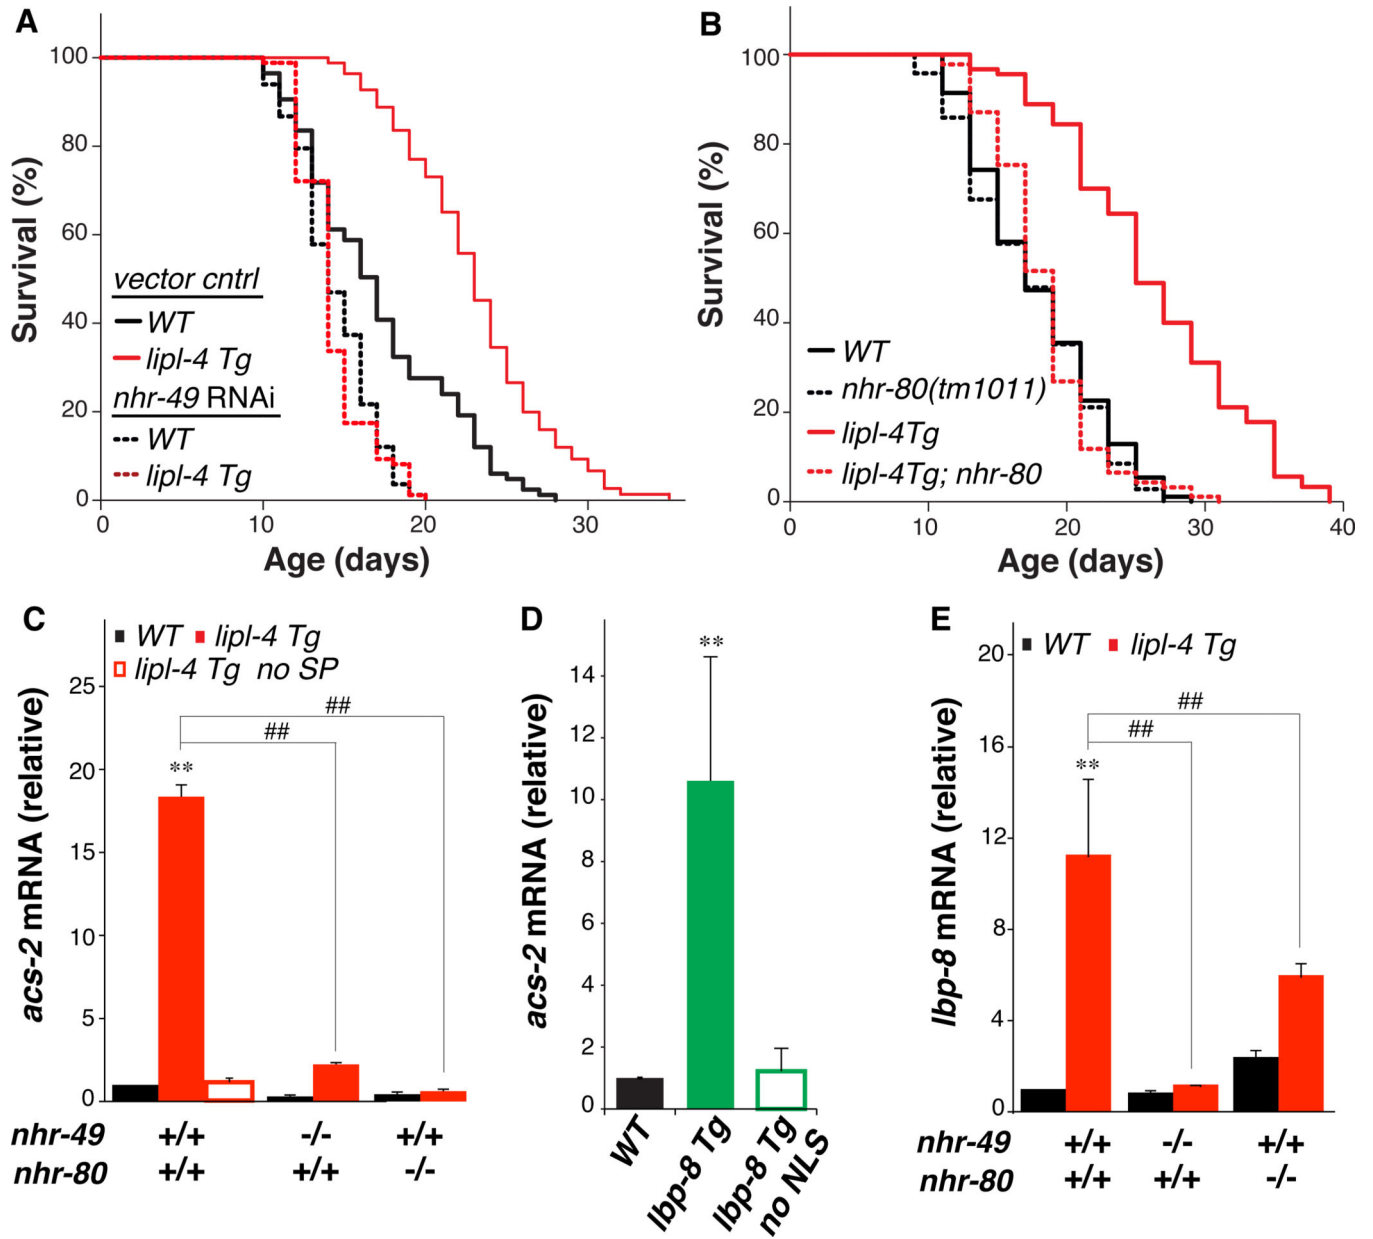 A
100
80
60
40
20
0
0 10 20 30
Survival (%)
Age (days)
vector cntrl
WT
lipl-4 Tg
nhr-49 RNAi
WT
lipl-4 Tg
B
100
80
60
40
20
0
0 10 20 30 40
Survival (%)
Age (days)
WT
nhr-80(tm1011)
lipl-4Tg
lipl-4Tg; nhr-80
C
WT lipl-4 Tg
lipl-4 Tg no SP
acs-2 mRNA (relative)
25
20
15
10
5
0
##
##
**
nhr-49 +/+ -/- +/+
nhr-80 +/+ +/+ -/-
D
acs-2 mRNA (relative)
14
12
10
8
6
4
2
0
**
WT
lbp-8 Tg
lbp-8 Tg
no NLS
E
WT lipl-4 Tg
lbp-8 mRNA (relative)
20
16
12
8
4
0
##
##
**
nhr-49 +/+ -/- +/+
nhr-80 +/+ +/+ -/-